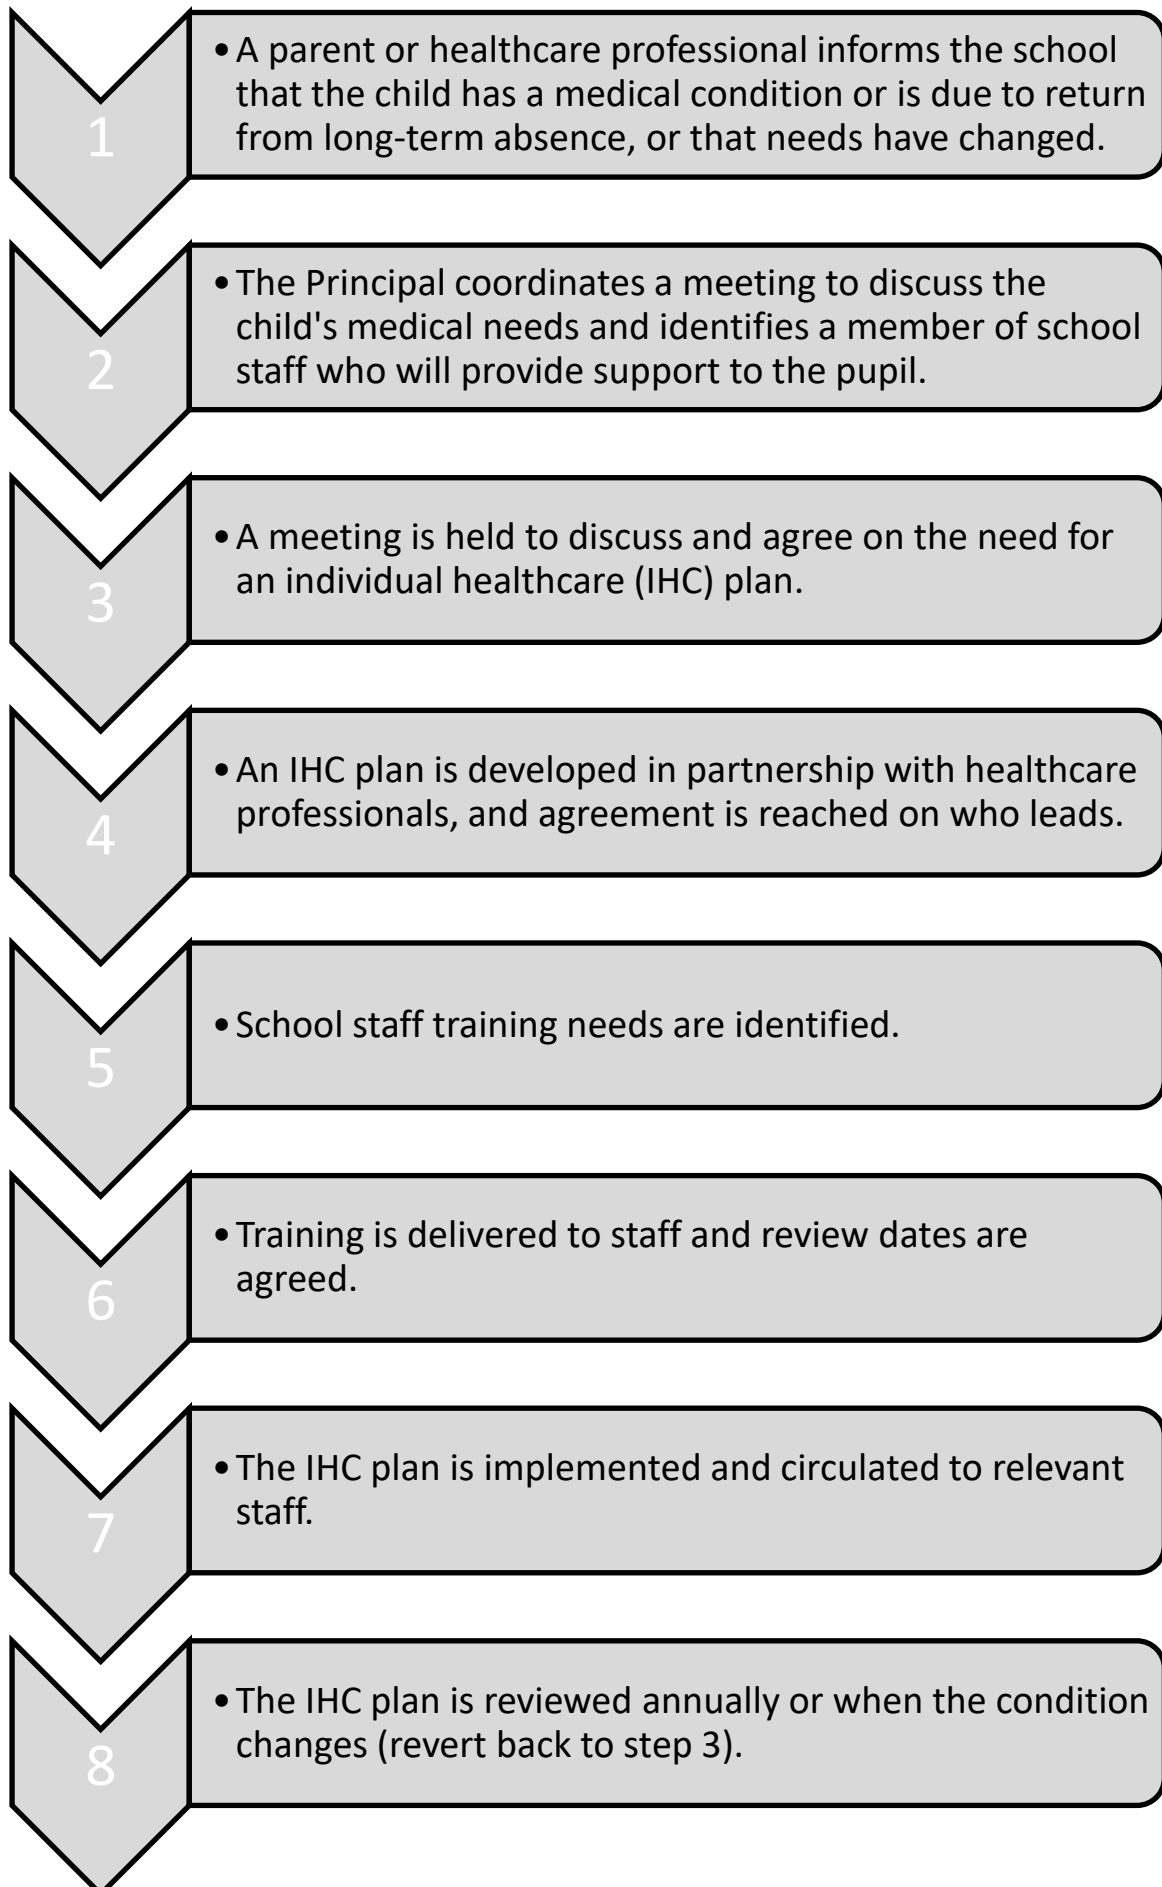 1
• A parent or healthcare professional informs the school
that the child has a medical condition or is due to return
from long-term absence, or that needs have changed.
2
• The Principal coordinates a meeting to discuss the
child's medical needs and identifies a member of school
staff who will provide support to the pupil.
3
• A meeting is held to discuss and agree on the need for
an individual healthcare (IHC) plan.
4
• An IHC plan is developed in partnership with healthcare
professionals, and agreement is reached on who leads.
5
• School staff training needs are identified.
6
• Training is delivered to staff and review dates are
agreed.
7
• The IHC plan is implemented and circulated to relevant
staff.
8
• The IHC plan is reviewed annually or when the condition
changes (revert back to step 3).